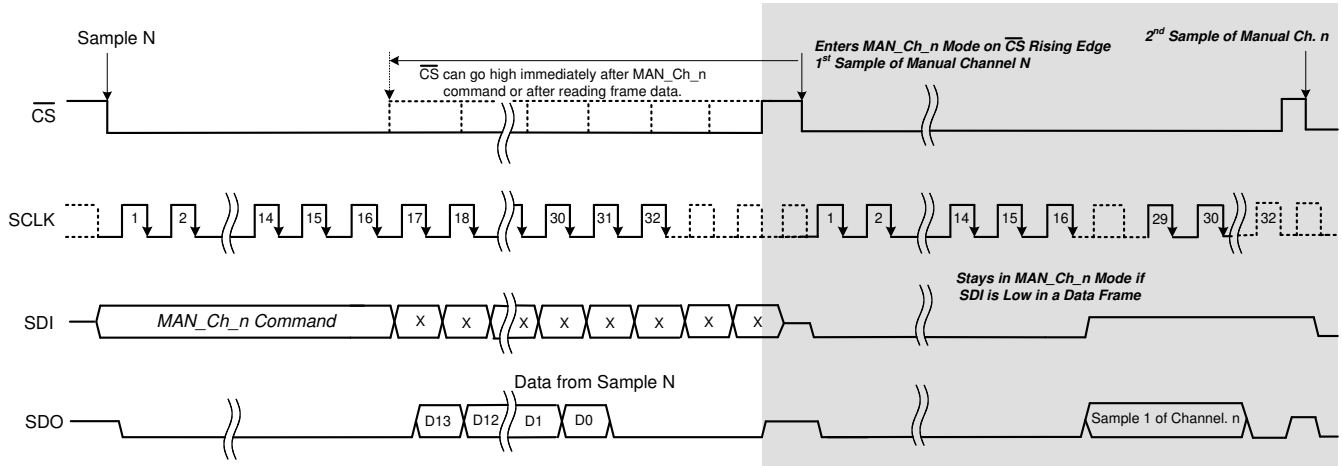 Sample N
Enters MAN_Ch_n Mode on CS Rising Edge
1st Sample of Manual Channel N
2nd Sample of Manual Ch. n
CS can go high immediately after MAN_Ch_n
command or after reading frame data.
CS
SCLK
1 2 14 15 16 17 18 30 31 32 1 2 14 15 16 29 30 32
Stays in MAN_Ch_n Mode if
SDI is Low in a Data Frame
SDI
MAN_Ch_n Command
X X X X X X X X
Data from Sample N
SDO
D13 D12 D1 D0
Sample 1 of Channel. n